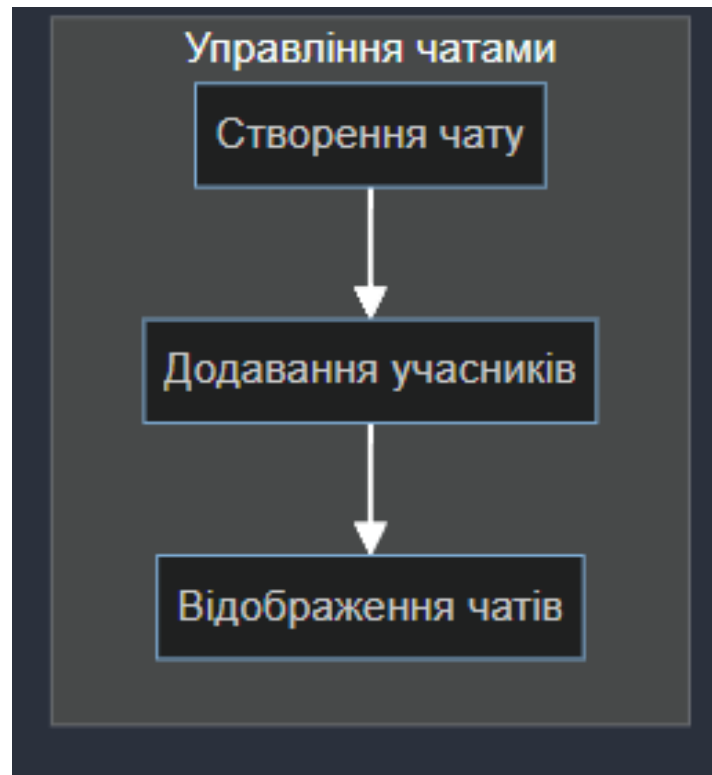 Управління чатами
Створення чату
Додавання учасників
Відображення чатів